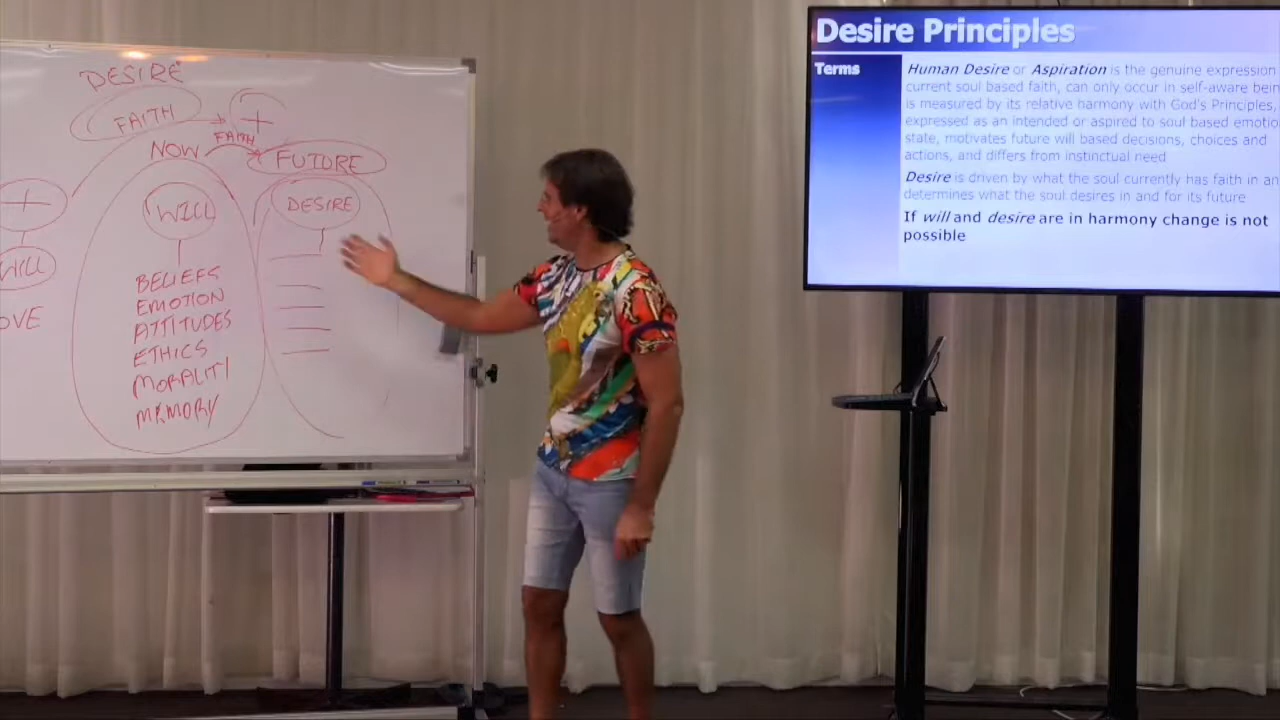 DESIRE
FAITH
+
FAITH
NOW
FUTURE
+
WILL
DESIRE
WILL
BELIEFS
EMOTION
OVE
ATTITUDES
ETHICS
MORALITY
MEMORY
Desire Principles
Terms
Human Desire or Aspiration is the genuine expression
current soul based faith, can only occur in self-aware bein
is measured by its relative harmony with God's Principles,
expressed as an intended or aspired to soul based emotio
state, motivates future will based decisions, choices and
actions, and differs from instinctual need
Desire is driven by what the soul currently has faith in an
determines what the soul desires in and for its future
If will and desire are in harmony change is not
possible